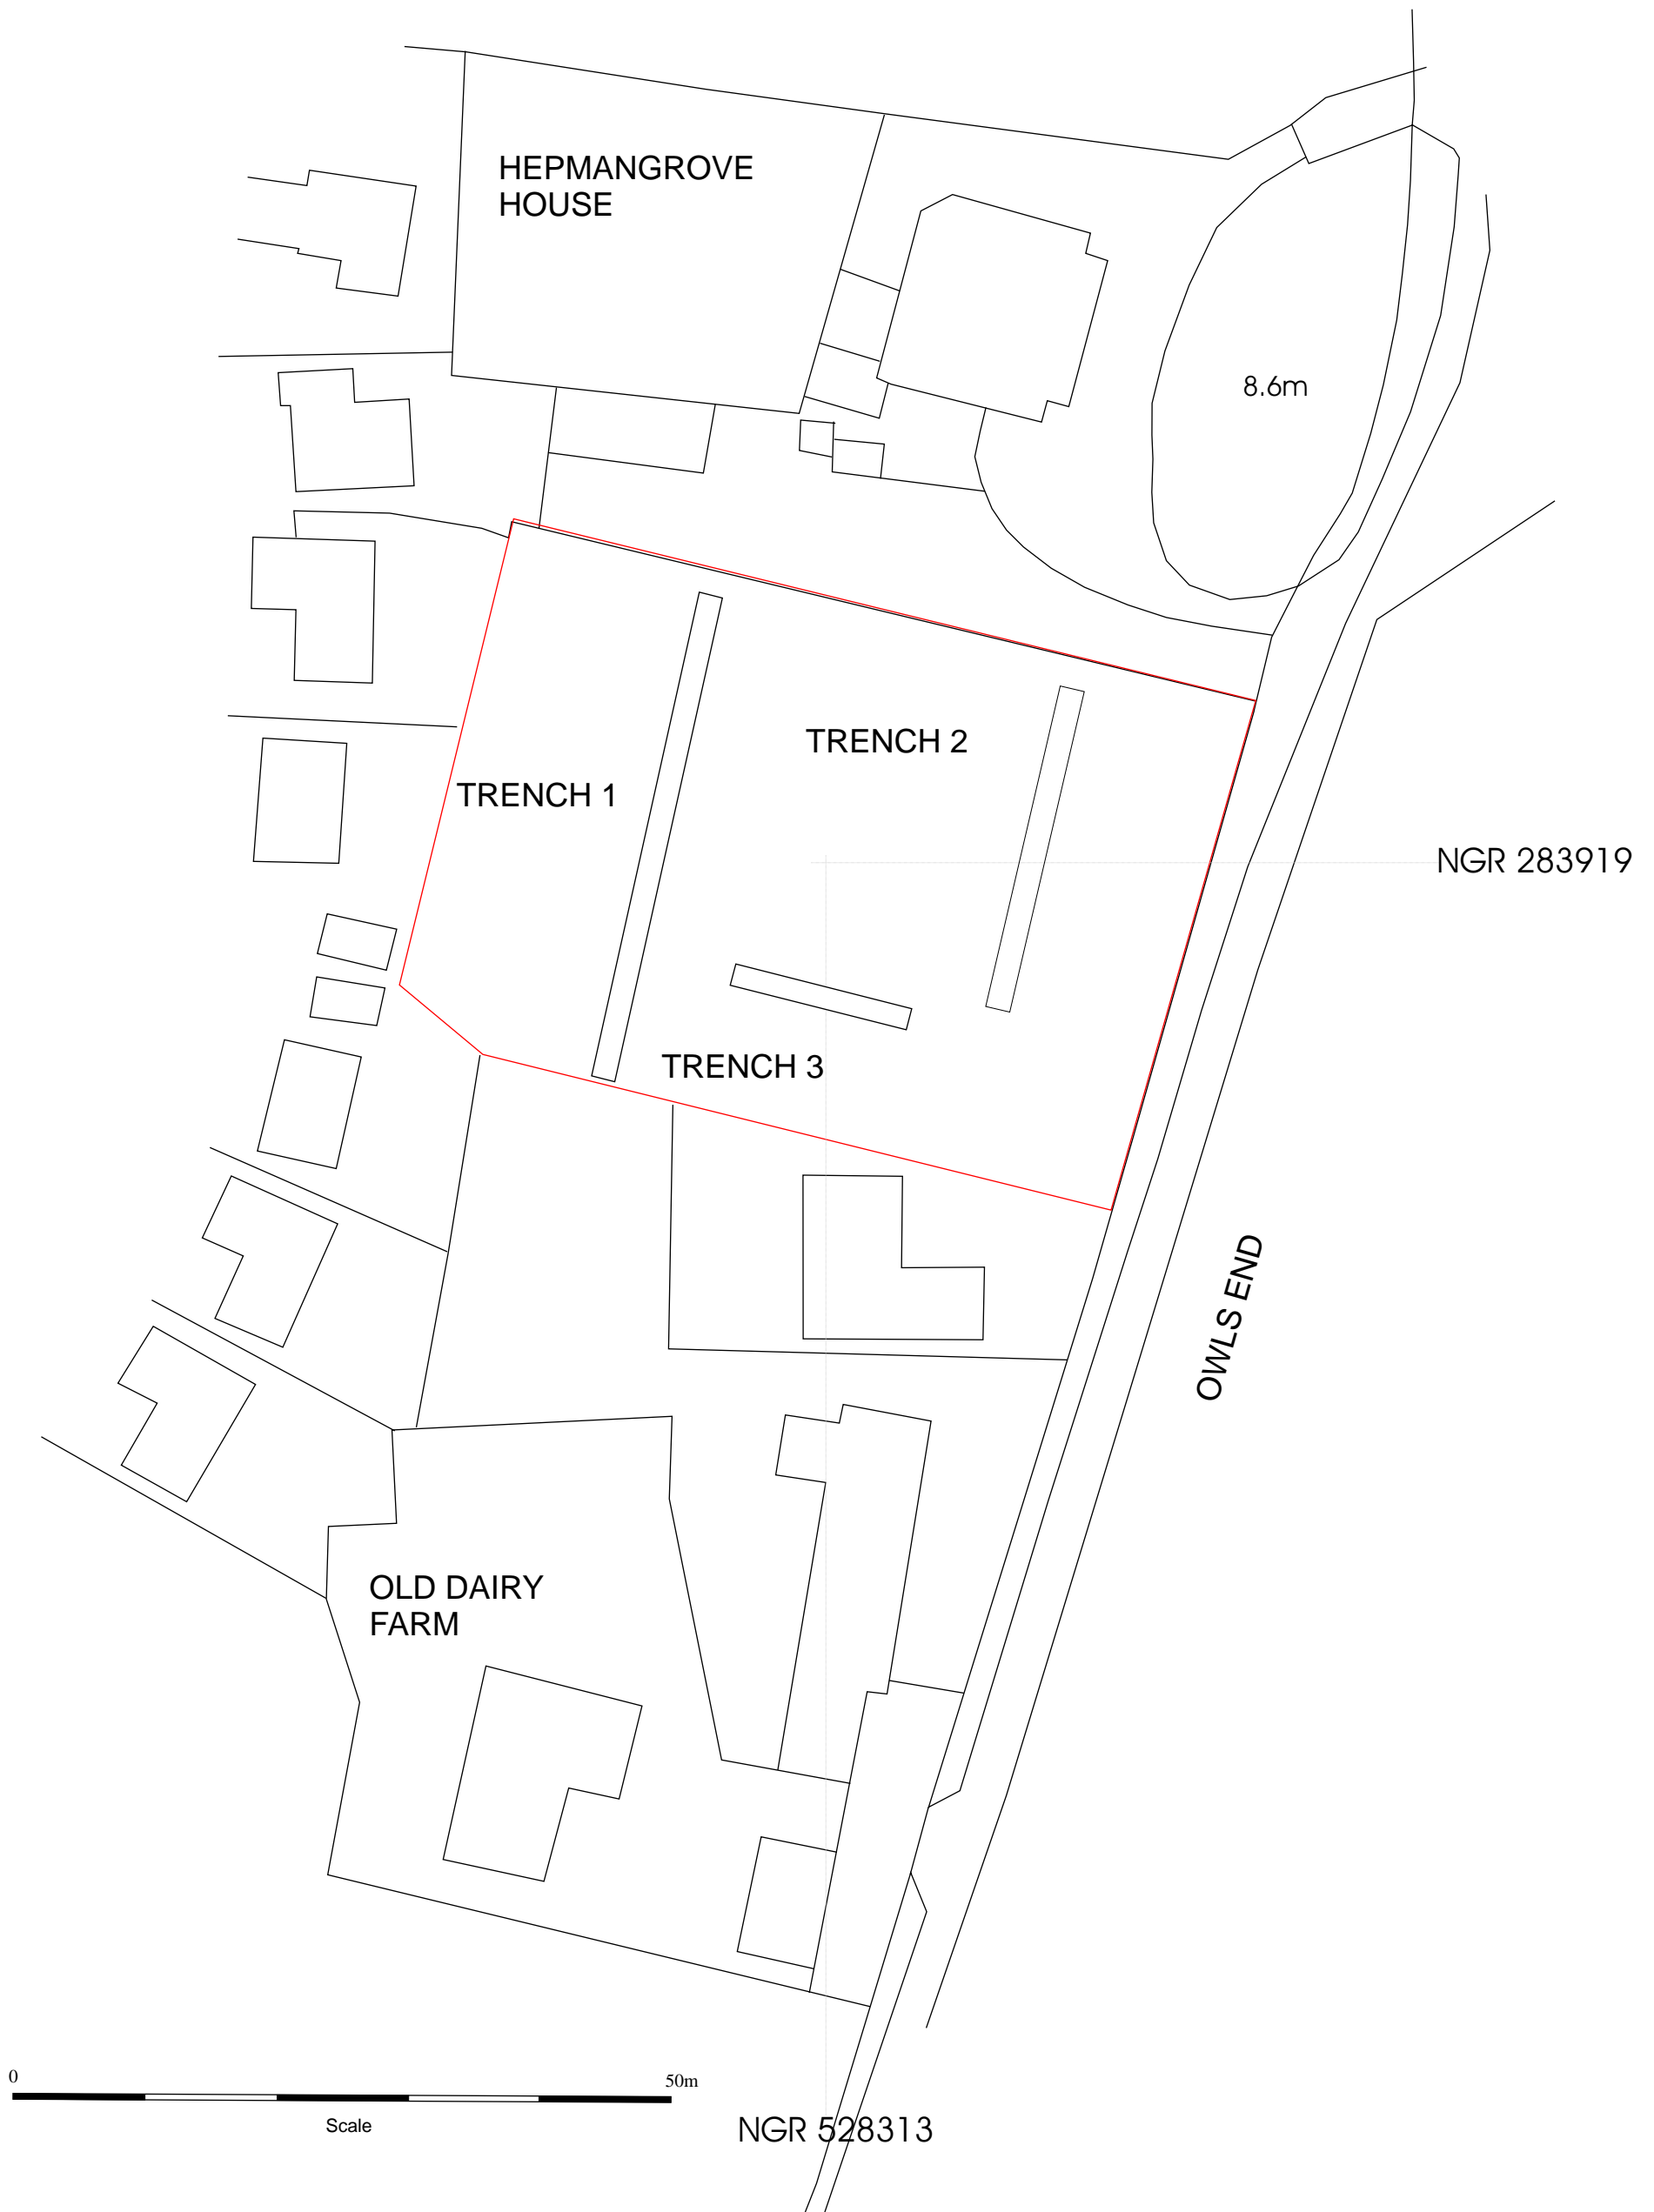 HEPMANGROVE
HOUSE
8.6m
TRENCH 2
TRENCH 1
NGR 283919
TRENCH 3
OWLS END
OLD DAIRY
FARM
0
50m
Scale
NGR 528313